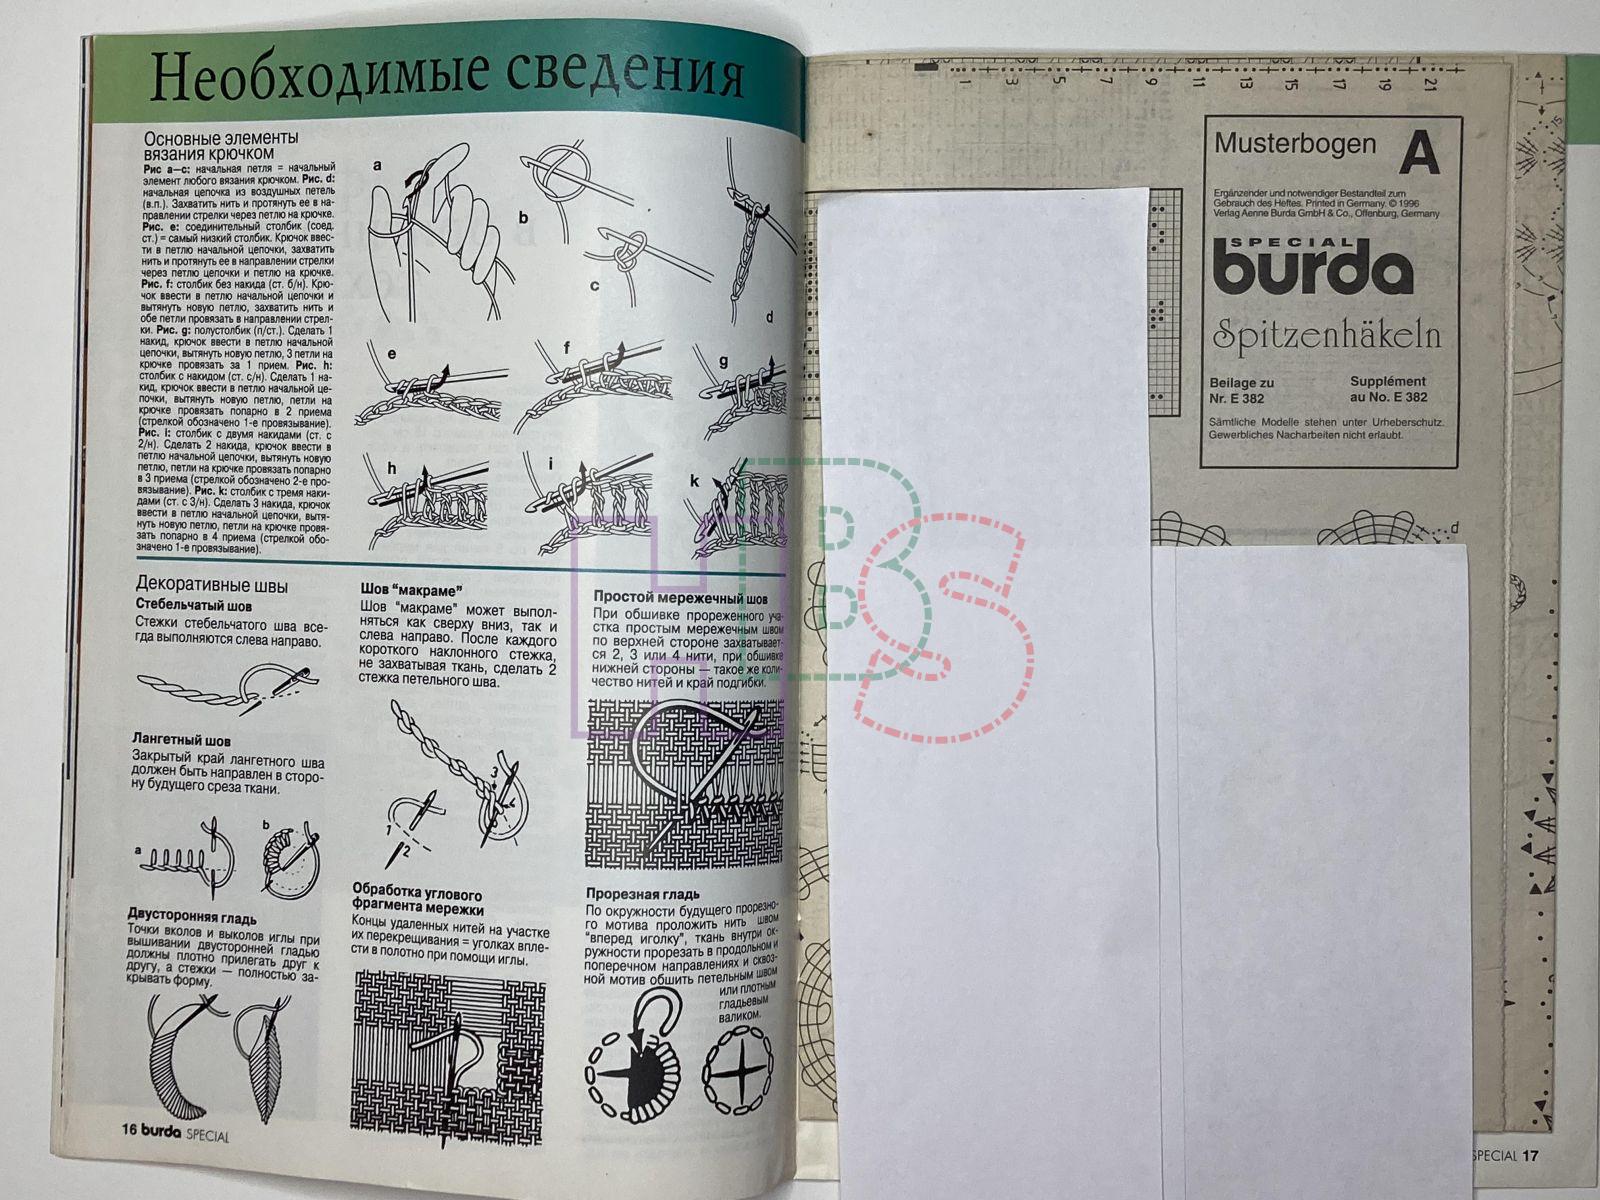 Необходимые сведения
Основные элементы
вязания крючком
Рис а—с: начальная петля = начальный
элемент любого вязания крючком. Рис. d:
начальная цепочка из воздушных петель
(в.п.). Захватить нить и протянуть ее в на-
правлении стрелки через петлю на крючке.
Рис. e: соединительный столбик (соед.
ст.) = самый низкий столбик. Крючок ввес-
ти в петлю начальной цепочки, захватить
нить и протянуть ее в направлении стрелки
через петлю цепочки и петлю на крючке.
Рис. f: столбик без накида (ст. б/н). Крю-
чок ввести в петлю начальной цепочки и
вытянуть новую петлю, захватить нить и
обе петли провязать в направлении стрел-
ки. Рис. g: полустолбик (п/ст.). Сделать 1
накид, крючок ввести в петлю начальной
цепочки, вытянуть новую петлю, 3 петли на
крючке провязать за 1 прием. Рис. h:
столбик с накидом (ст. с/н). Сделать 1 на-
кид, крючок ввести в петлю начальной це-
почки, вытянуть новую петлю, петли на
крючке провязать попарно в 2 приема
(стрелкой обозначено 1-е провязывание).
Рис. i: столбик с двумя накидами (ст. с
2/н). Сделать 2 накида, крючок ввести в
петлю начальной цепочки, вытянуть новую
петлю, петли на крючке провязать попарно
в 3 приема (стрелкой обозначено 2-е про-
вязывание). Рис. k: столбик с тремя наки-
дами (ст. с 3/н). Сделать 3 накида, крючок
ввести в петлю начальной цепочки, вытя-
нуть новую петлю, петли на крючке провя-
зать попарно в 4 приема (стрелкой обо-
значено 1-е провязывание).
a
b
c
d
e
f
g
h
i
k
Декоративные швы
Стебельчатый шов
Стежки стебельчатого шва все-
гда выполняются слева направо.
Лангетный шов
Закрытый край лангетного шва
должен быть направлен в сторо-
ну будущего среза ткани.
a
b
Двусторонняя гладь
Точки вколов и выколов иглы при
вышивании двусторонней гладью
должны плотно прилегать друг к
другу, а стежки — полностью за-
крывать форму.
Шов "макраме"
Шов "макраме" может выпол-
няться как сверху вниз, так и
слева направо. После каждого
короткого наклонного стежка,
не захватывая ткань, сделать 2
стежка петельного шва.
1
2
3
Обработка углового
фрагмента мережки
Концы удаленных нитей на участке
их перекрещивания = уголках впле-
сти в полотно при помощи иглы.
Простой мережечный шов
При обшивке прореженного уча-
стка простым мережечным швом
по верхней стороне захватывает-
ся 2, 3 или 4 нити, при обшивке
нижней стороны — такое же коли-
чество нитей и край подгибки.
Прорезная гладь
По окружности будущего прорезно-
го мотива проложить нить швом
"вперед иголку", ткань внутри ок-
ружности прорезать в продольном и
поперечном направлениях и сквоз-
ной мотив обшить петельным швом
или плотным
гладьевым
валиком.
16 burda SPECIAL
1 3 5 7 9 11 13 15 17 19 21
Musterbogen A
Ergänzender und notwendiger Bestandteil zum
Gebrauch des Heftes. Printed in Germany. © 1996
Verlag Aenne Burda GmbH & Co., Offenburg, Germany
SPECIAL
burda
Spitzenhäkeln
Beilage zu
Nr. E 382
Supplément
au No. E 382
Sämtliche Modelle stehen unter Urheberschutz.
Gewerbliches Nacharbeiten nicht erlaubt.
d
15
HBS
SPECIAL 17